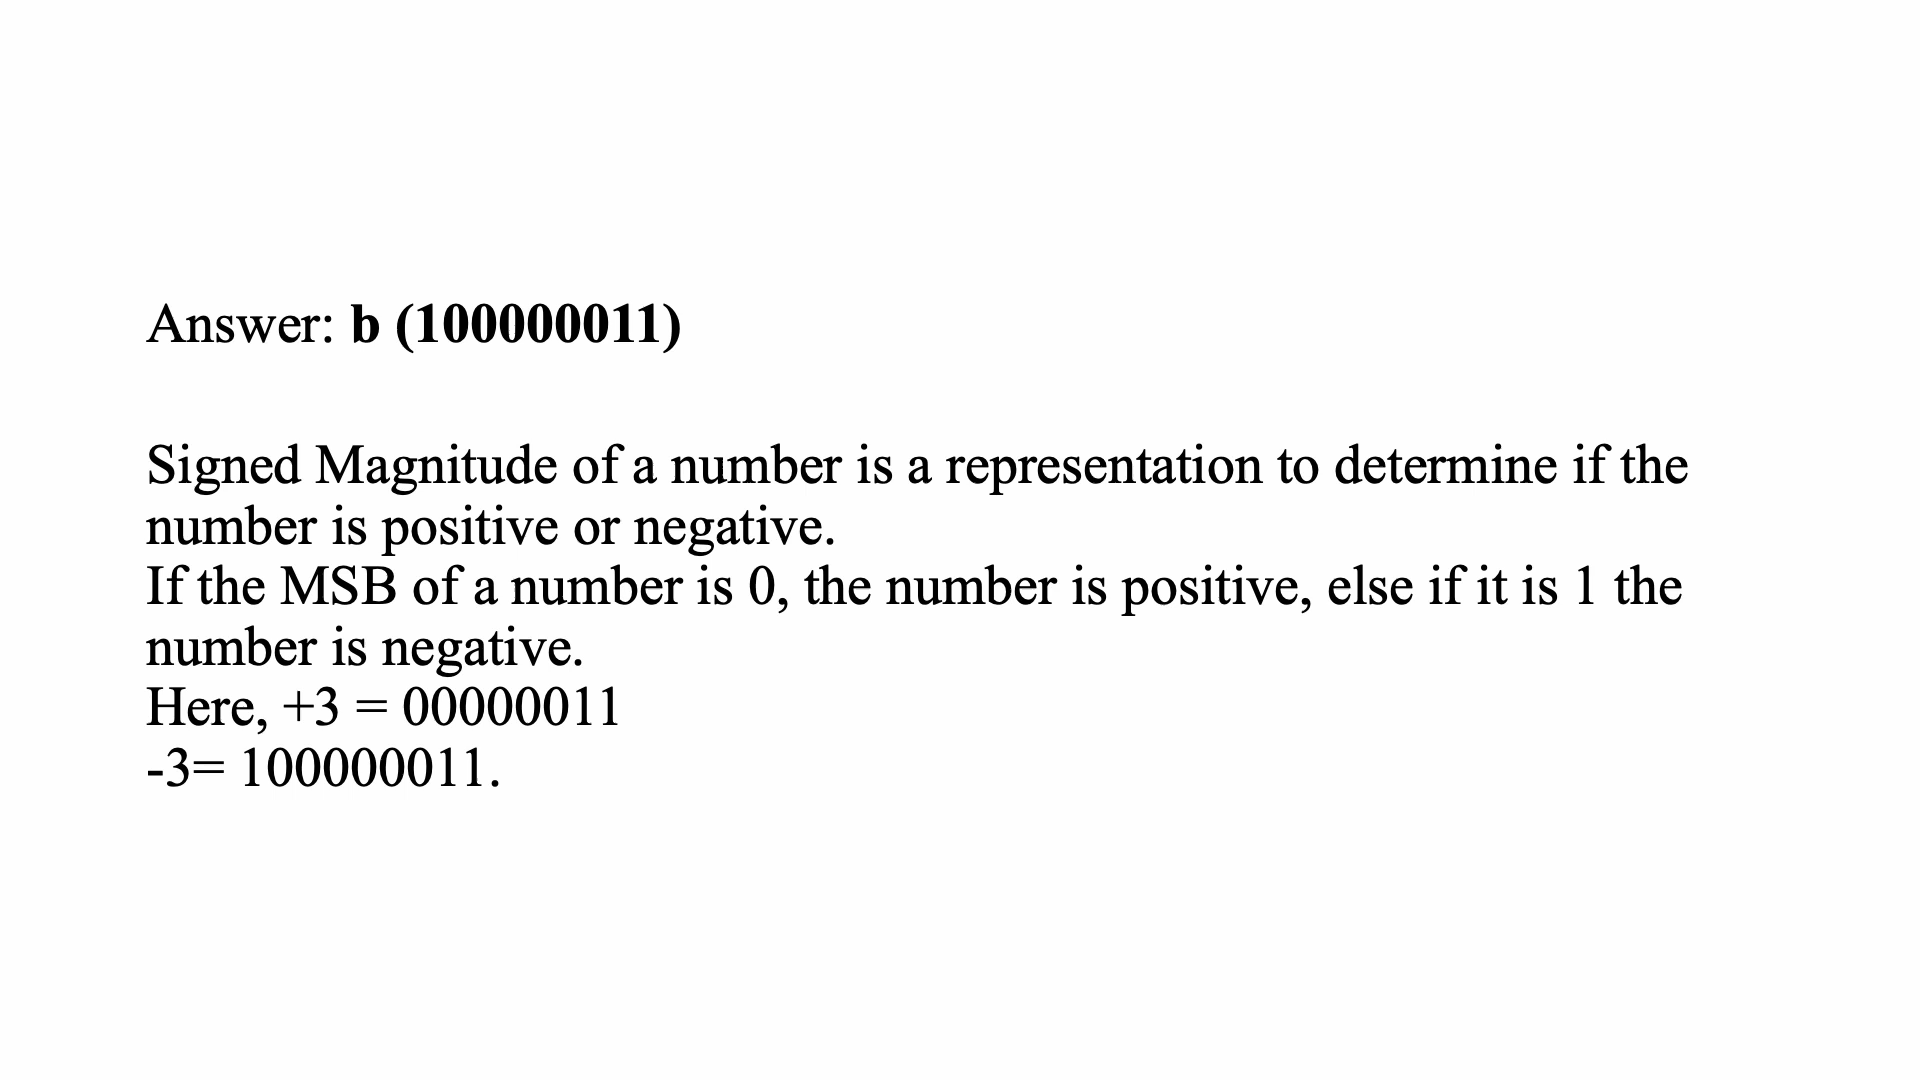 Answer: b (100000011)
Signed Magnitude of a number is a representation to determine if the
number is positive or negative.
If the MSB of a number is 0, the number is positive, else if it is 1 the
number is negative.
Here, +3 = 00000011
-3= 100000011.